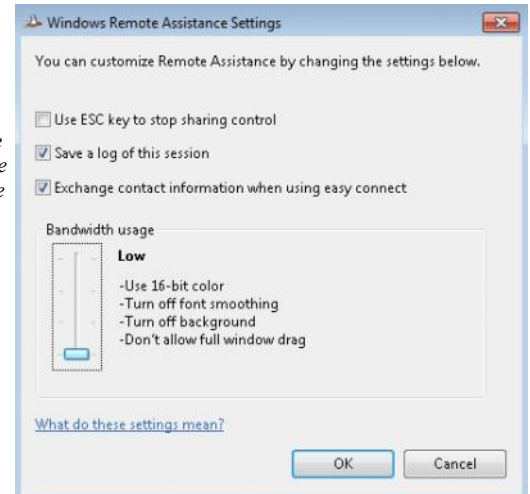 Windows Remote Assistance Settings
You can customize Remote Assistance by changing the settings below.
Use ESC key to stop sharing control
Save a log of this session
Exchange contact information when using easy connect
Bandwidth usage
Low
-Use 16-bit color
-Turn off font smoothing
-Turn off background
-Don't allow full window drag
What do these settings mean?
OK
Cancel